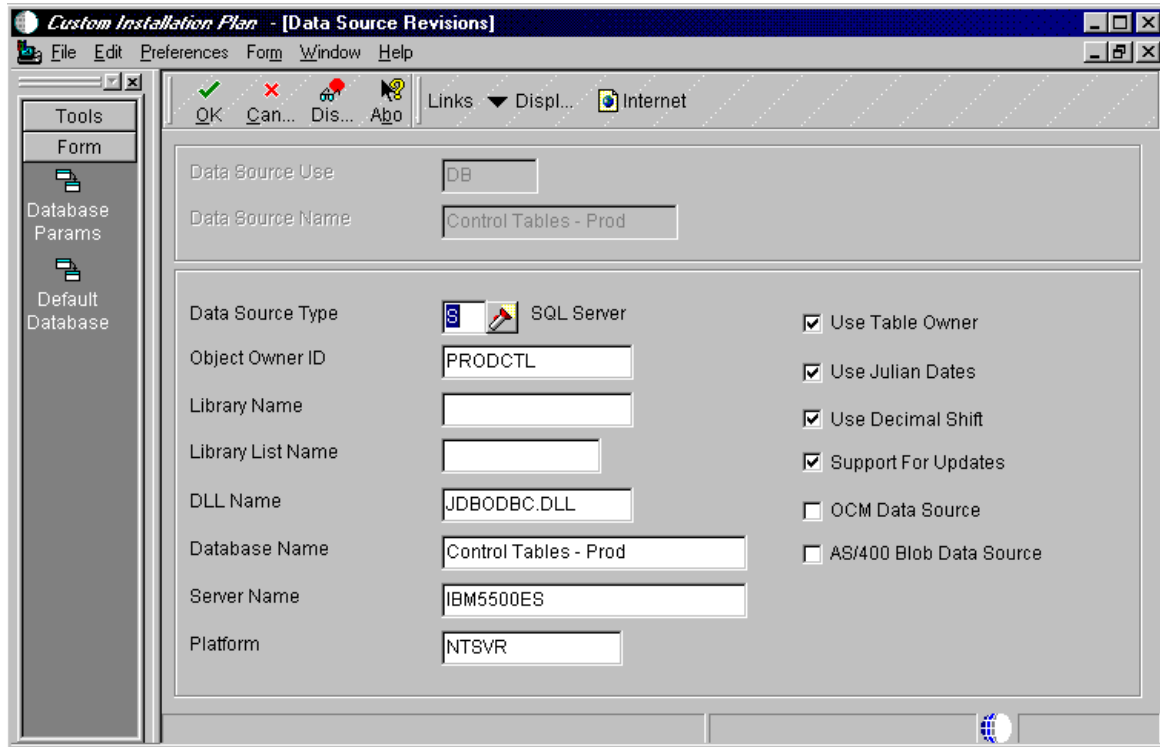 Custom Installation Plan - [Data Source Revisions]
File Edit Preferences Form Window Help
OK Can... Dis... Abo Links Displ... Internet
Tools
Form
Database
Params
Default
Database
Data Source Use DB
Data Source Name Control Tables - Prod
Data Source Type S SQL Server
Object Owner ID PRODCTL
Library Name
Library List Name
DLL Name JDBODBC.DLL
Database Name Control Tables - Prod
Server Name IBM5500ES
Platform NTSVR
Use Table Owner
Use Julian Dates
Use Decimal Shift
Support For Updates
OCM Data Source
AS/400 Blob Data Source